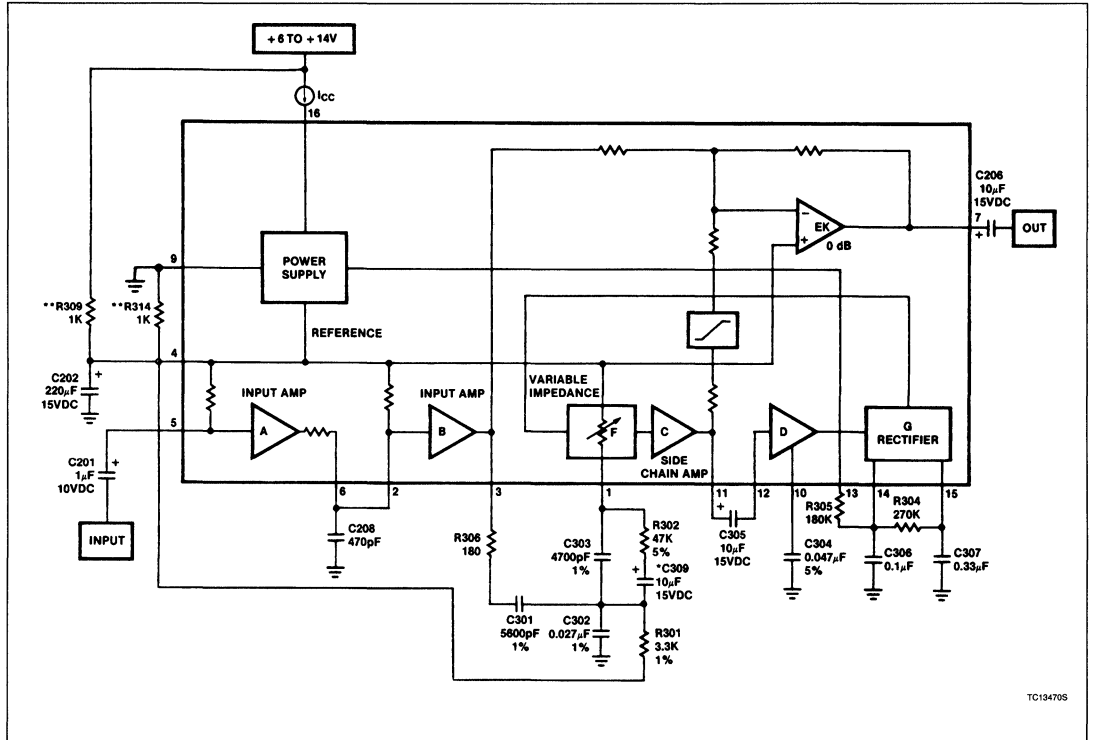 +6 TO +14V
ICC
16
C206
10μF
15VDC
7
+
OUT
−
EK
+
0 dB
9
POWER
SUPPLY
**R309
1K
**R314
1K
REFERENCE
4
C202
220μF
15VDC
+
INPUT AMP
A
INPUT AMP
B
VARIABLE
IMPEDANCE
F
C
SIDE
CHAIN AMP
D
G
RECTIFIER
5
C201
1μF
10VDC
+
INPUT
6
2
3
1
11
12
10
13
14
15
C208
470pF
R306
180
C303
4700pF
1%
R302
47K
5%
+
*C309
10μF
15VDC
+
C305
10μF
15VDC
R305
180K
R304
270K
C304
0.047μF
5%
C306
0.1μF
C307
0.33μF
C301
5600pF
1%
C302
0.027μF
1%
R301
3.3K
1%
TC13470S